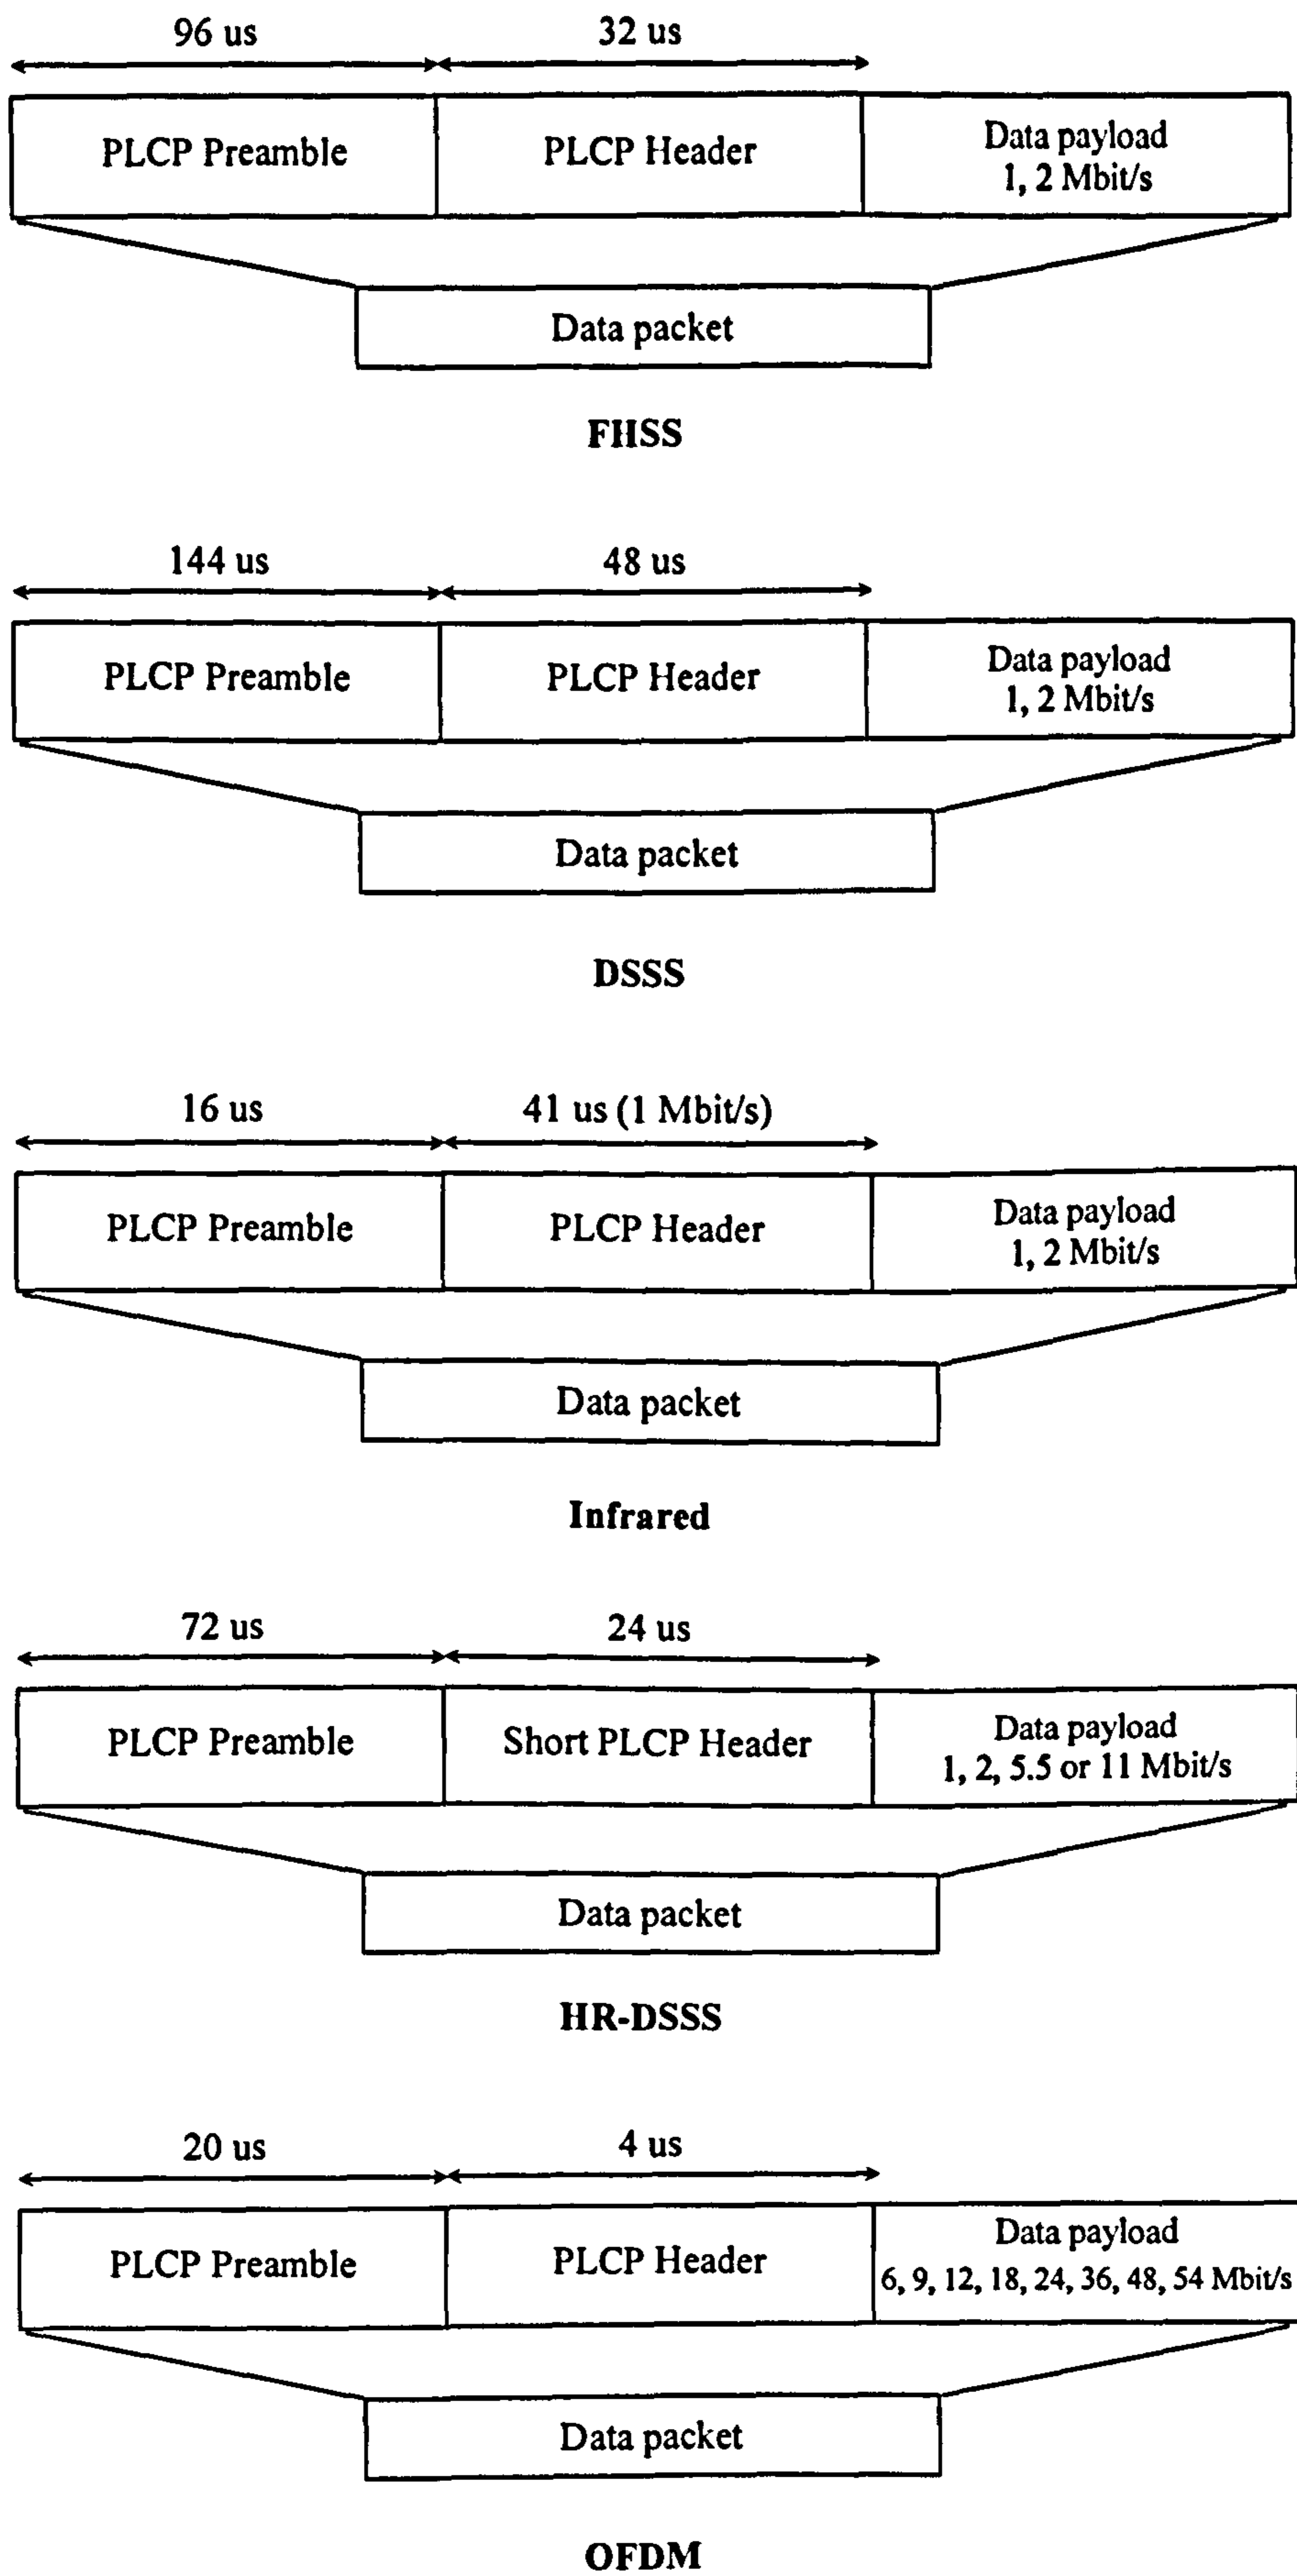 96 us 32 us
PLCP Preamble PLCP Header Data payload
1, 2 Mbit/s
Data packet
FHSS
144 us 48 us
PLCP Preamble PLCP Header Data payload
1, 2 Mbit/s
Data packet
DSSS
16 us 41 us (1 Mbit/s)
PLCP Preamble PLCP Header Data payload
1, 2 Mbit/s
Data packet
Infrared
72 us 24 us
PLCP Preamble Short PLCP Header Data payload
1, 2, 5.5 or 11 Mbit/s
Data packet
HR-DSSS
20 us 4 us
PLCP Preamble PLCP Header Data payload
6, 9, 12, 18, 24, 36, 48, 54 Mbit/s
Data packet
OFDM